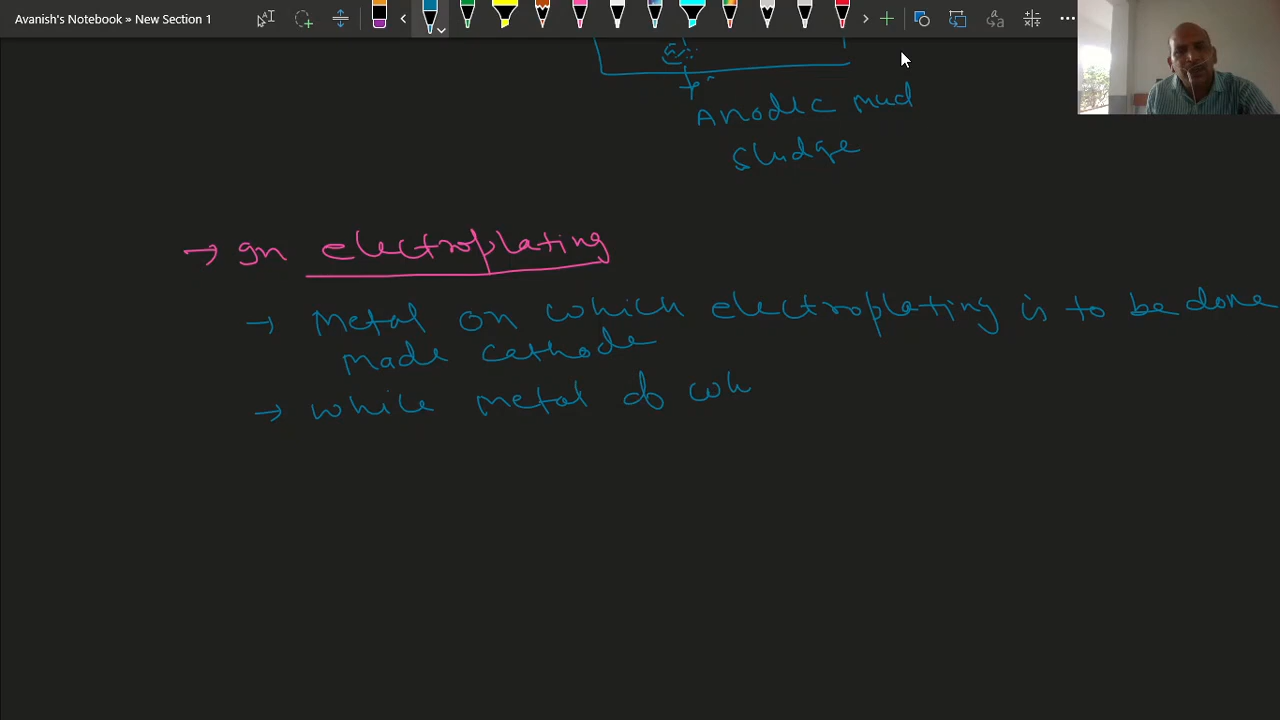 Avanish's Notebook » New Section 1
Anodic mud
sludge
→ In electroplating
→ Metal on which electroplating is to be done
made cathode
→ while metal do wh